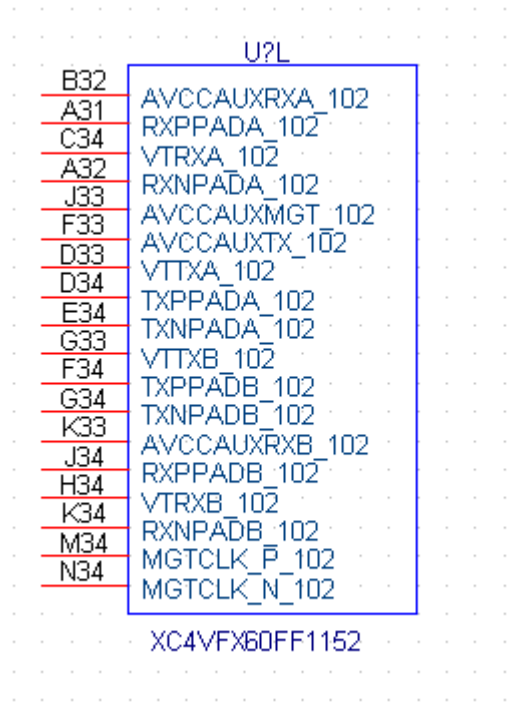 U?L
B32 AVCCAUXRXA_102
A31 RXPPADA_102
C34 VTRXA_102
A32 RXNPADA_102
J33 AVCCAUXMGT_102
F33 AVCCAUXTX_102
D33 VTTXA_102
D34 TXPPADA_102
E34 TXNPADA_102
G33 VTTXB_102
F34 TXPPADB_102
G34 TXNPADB_102
K33 AVCCAUXRXB_102
J34 RXPPADB_102
H34 VTRXB_102
K34 RXNPADB_102
M34 MGTCLK_P_102
N34 MGTCLK_N_102
XC4VFX60FF1152